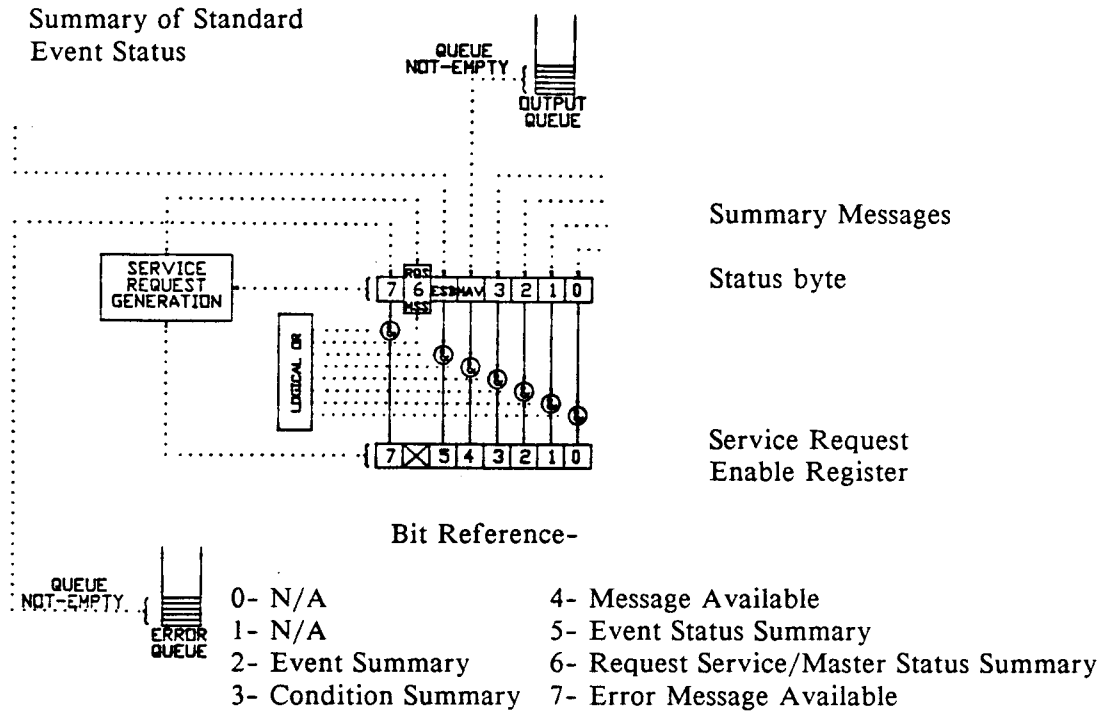 Summary of Standard
Event Status
QUEUE
NOT-EMPTY
OUTPUT
QUEUE
Summary Messages
SERVICE
REQUEST
GENERATION
RQS
7 6 ESB MAV 3 2 1 0
MSS
Status byte
LOGICAL OR
7 5 4 3 2 1 0
Service Request
Enable Register
Bit Reference-
QUEUE
NOT-EMPTY
ERROR
QUEUE
0- N/A
1- N/A
2- Event Summary
3- Condition Summary
4- Message Available
5- Event Status Summary
6- Request Service/Master Status Summary
7- Error Message Available